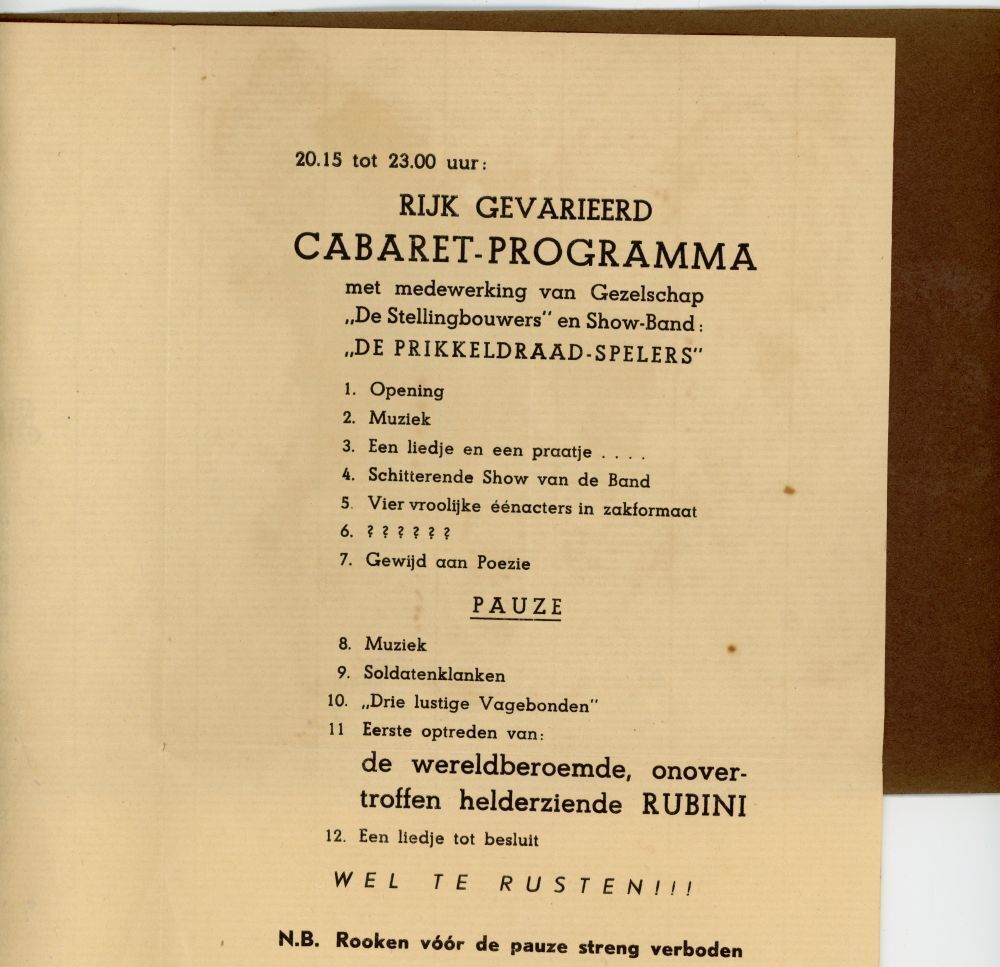 20.15 tot 23.00 uur:
RIJK GEVARIEERD
CABARET-PROGRAMMA
met medewerking van Gezelschap
„De Stellingbouwers” en Show-Band:
„DE PRIKKELDRAAD-SPELERS”
1. Opening
2. Muziek
3. Een liedje en een praatje . . . .
4. Schitterende Show van de Band
5. Vier vroolijke éénacters in zakformaat
6. ? ? ? ? ? ?
7. Gewijd aan Poezie
PAUZE
8. Muziek
9. Soldatenklanken
10. „Drie lustige Vagebonden”
11 Eerste optreden van:
de wereldberoemde, onover-
troffen helderziende RUBINI
12. Een liedje tot besluit
WEL TE RUSTEN!!!
N.B. Rooken vóór de pauze streng verboden